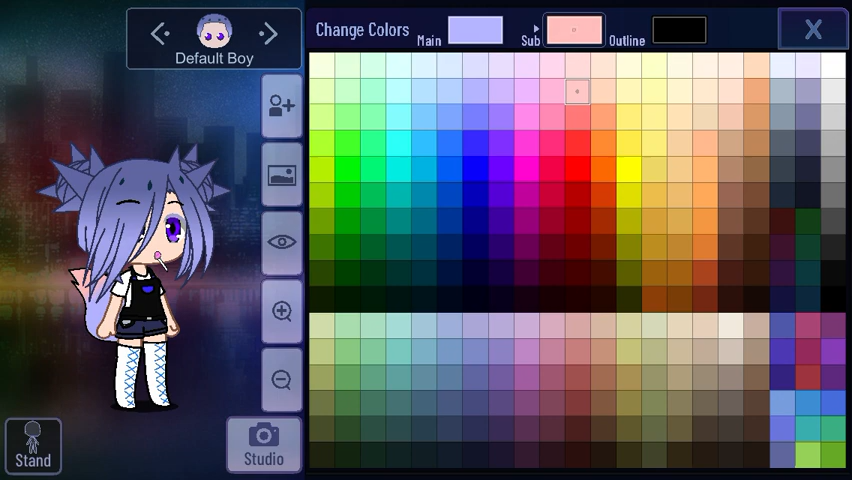 Default Boy
Change Colors
Main
Sub
Outline
X
Stand
Studio